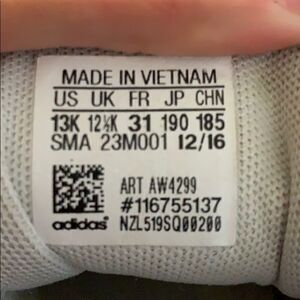 MADE IN VIETNAM
US UK FR JP CHN
13K 12½K 31 190 185
SMA 23M001 12/16
ART AW4299
#116755137
adidas NZL519SQ00200